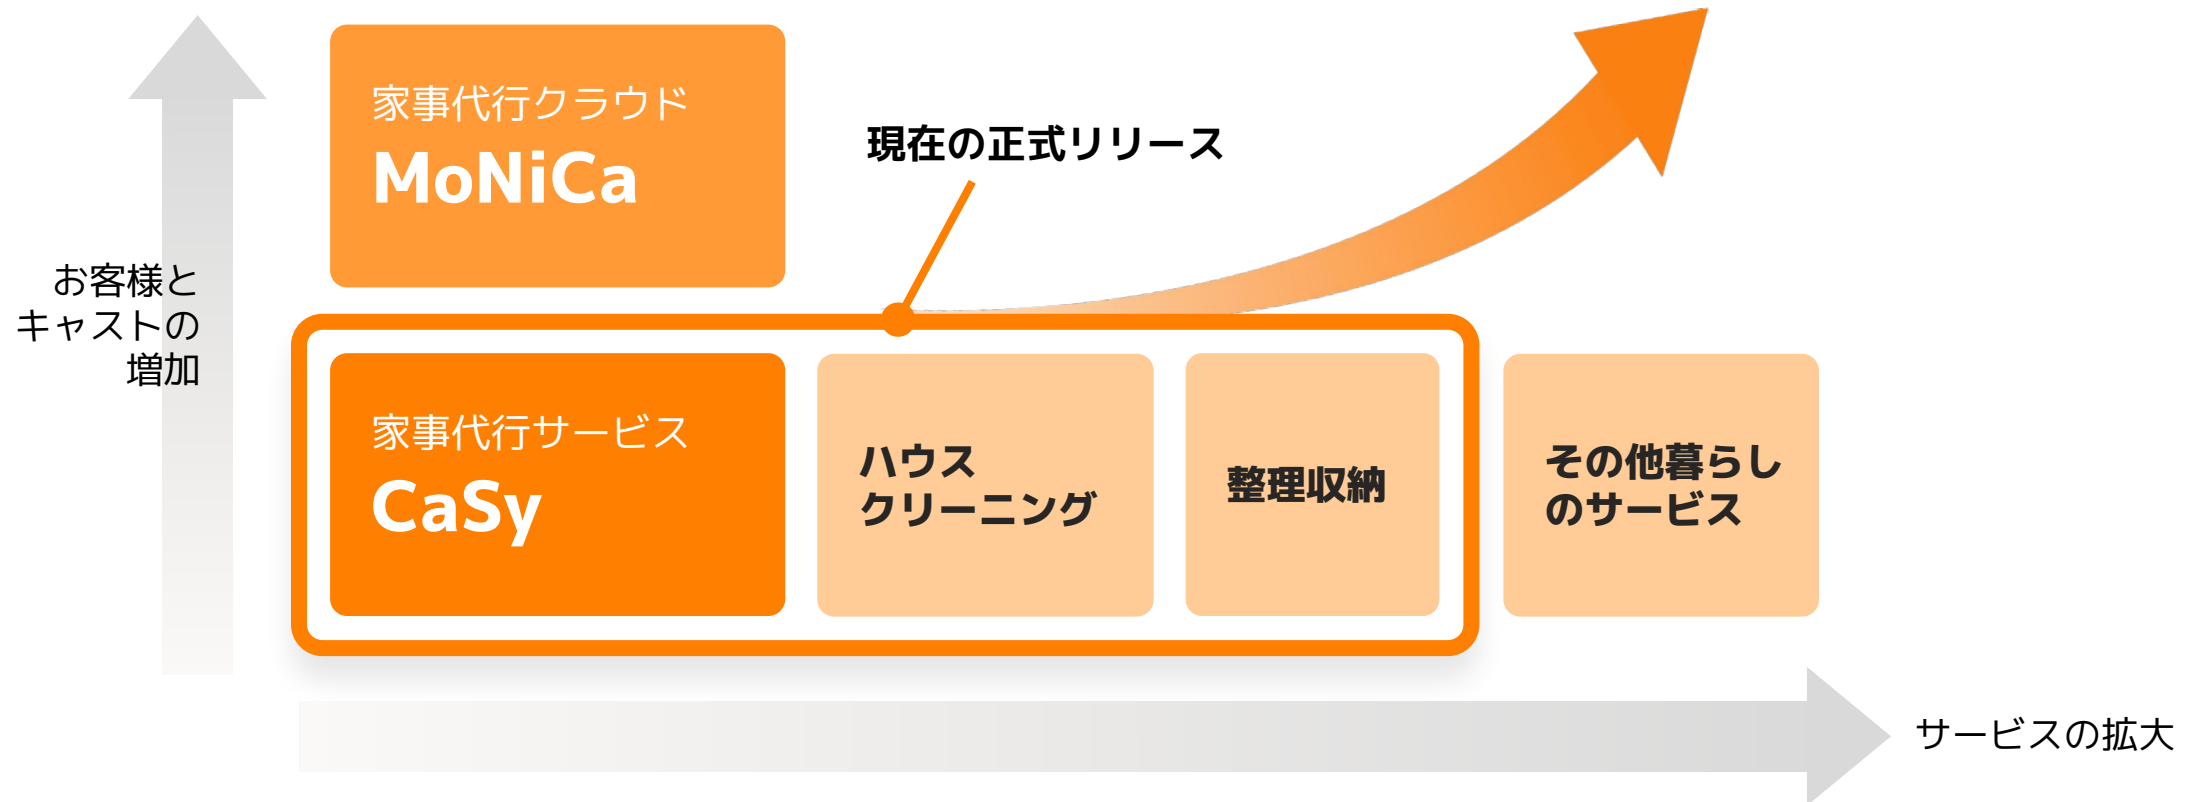 家事代行クラウド
MoNiCa
現在の正式リリース
お客様と
キャストの
増加
家事代行サービス
CaSy
ハウス
クリーニング
整理収納
その他暮らし
のサービス
サービスの拡大